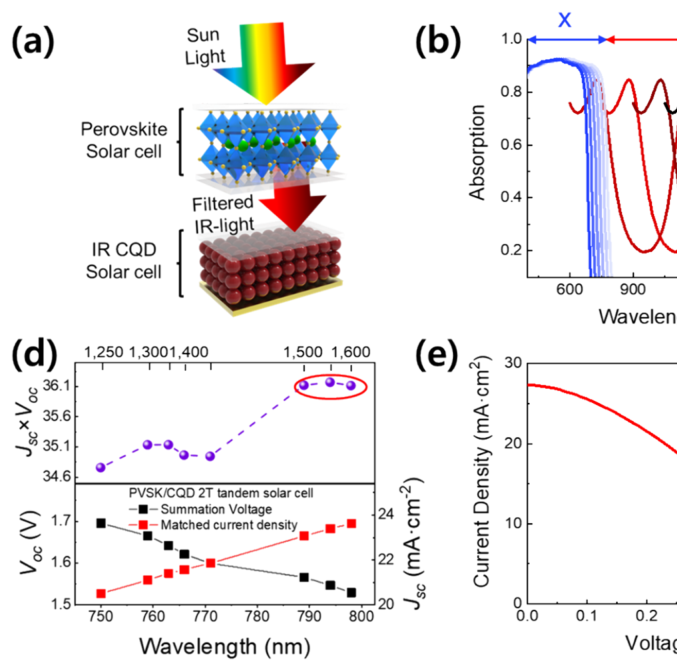 (a)
Sun
Light
Perovskite
Solar cell
Filtered
IR-light
IR CQD
Solar cell
(b)
X
1.0
0.8
0.6
0.4
0.2
Absorption
600
900
(d)
1,250
1,300
1,400
1,500
1,600
36.1
35.6
35.1
34.6
Jsc×Voc
PVSK/CQD 2T tandem solar cell
Summation Voltage
Matched current density
1.7
1.6
1.5
Voc (V)
24
22
20
Jsc (mA·cm-2)
750
760
770
780
790
800
Wavelength (nm)
(e)
30
20
10
0
Current Density (mA·cm²)
0.0
0.1
0.2